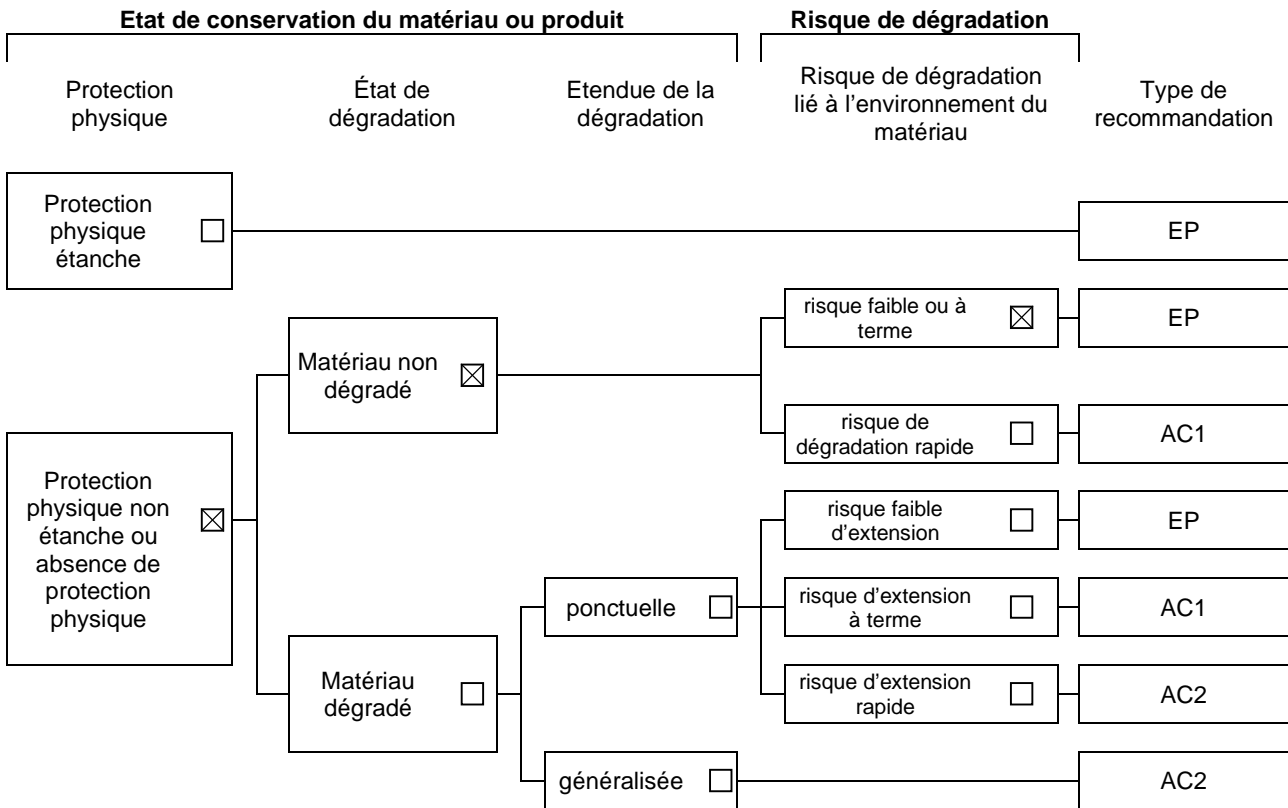 Etat de conservation du matériau ou produit
Risque de dégradation
Protection
physique
État de
dégradation
Etendue de la
dégradation
Risque de dégradation
lié à l'environnement du
matériau
Type de
recommandation
Protection
physique
étanche
EP
risque faible ou à
terme
EP
Matériau non
dégradé
risque de
dégradation rapide
AC1
Protection
physique non
étanche ou
absence de
protection
physique
risque faible
d'extension
EP
ponctuelle
risque d'extension
à terme
AC1
Matériau
dégradé
risque d'extension
rapide
AC2
généralisée
AC2